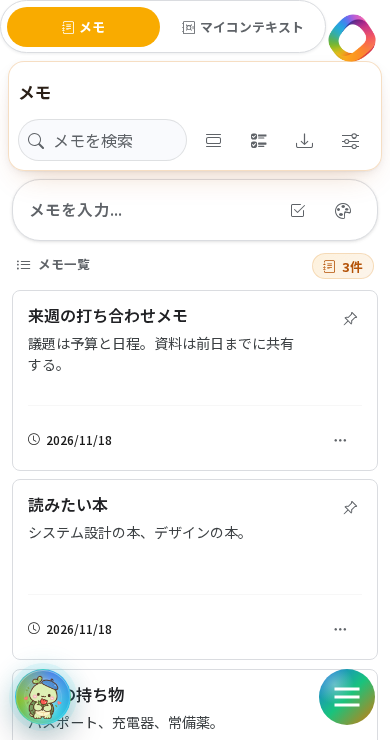 メモ
マイコンテキスト
メモ
メモを検索
メモを入力...
メモ一覧
3件
来週の打ち合わせメモ
議題は予算と日程。資料は前日までに共有
する。
2026/11/18
読みたい本
システム設計の本、デザインの本。
2026/11/18
の持ち物
パスポート、充電器、常備薬。